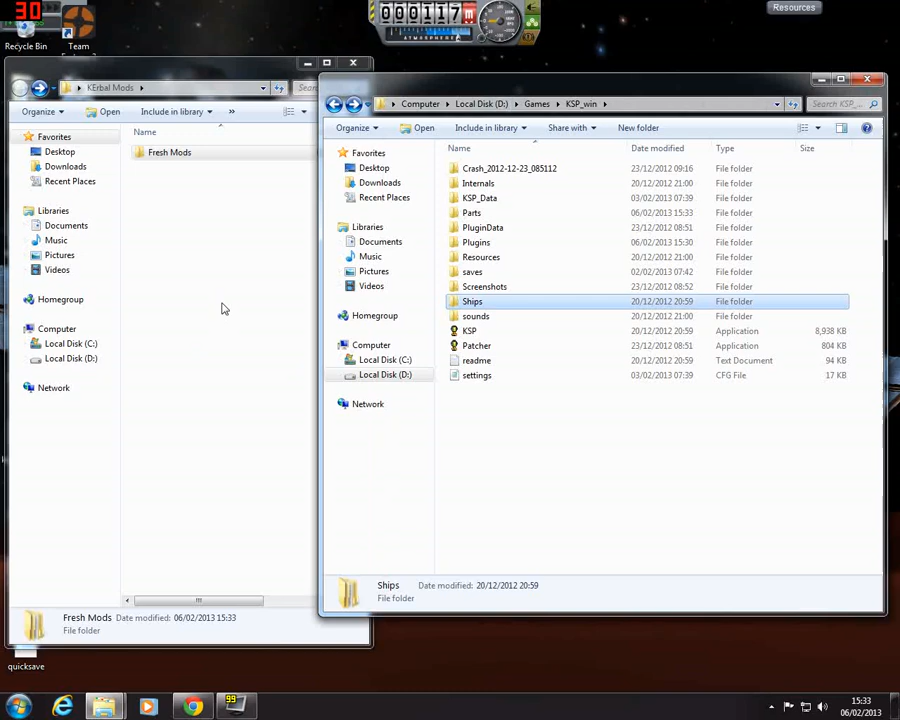 30
000117 m
ATMOSPHERE
Resources
Recycle Bin
Team
KErbal Mods
Organize
Open
Include in library
»
Favorites
Desktop
Downloads
Recent Places
Libraries
Documents
Music
Pictures
Videos
Homegroup
Computer
Local Disk (C:)
Local Disk (D:)
Network
Name
Fresh Mods
Fresh Mods Date modified: 06/02/2013 15:33
File folder
Computer Local Disk (D:) Games KSP_win
Search KSP_...
Organize
Open
Include in library
Share with
New folder
Favorites
Desktop
Downloads
Recent Places
Libraries
Documents
Music
Pictures
Videos
Homegroup
Computer
Local Disk (C:)
Local Disk (D:)
Network
Name Date modified Type Size
Crash_2012-12-23_085112 23/12/2012 09:16 File folder
Internals 20/12/2012 21:00 File folder
KSP_Data 03/02/2013 07:39 File folder
Parts 06/02/2013 15:33 File folder
PluginData 23/12/2012 08:51 File folder
Plugins 06/02/2013 15:30 File folder
Resources 20/12/2012 21:00 File folder
saves 02/02/2013 07:42 File folder
Screenshots 23/12/2012 08:52 File folder
Ships 20/12/2012 20:59 File folder
sounds 20/12/2012 21:00 File folder
KSP 20/12/2012 20:59 Application 8,938 KB
Patcher 23/12/2012 08:51 Application 804 KB
readme 20/12/2012 20:59 Text Document 94 KB
settings 03/02/2013 07:39 CFG File 17 KB
Ships Date modified: 20/12/2012 20:59
File folder
quicksave
99
15:33
06/02/2013